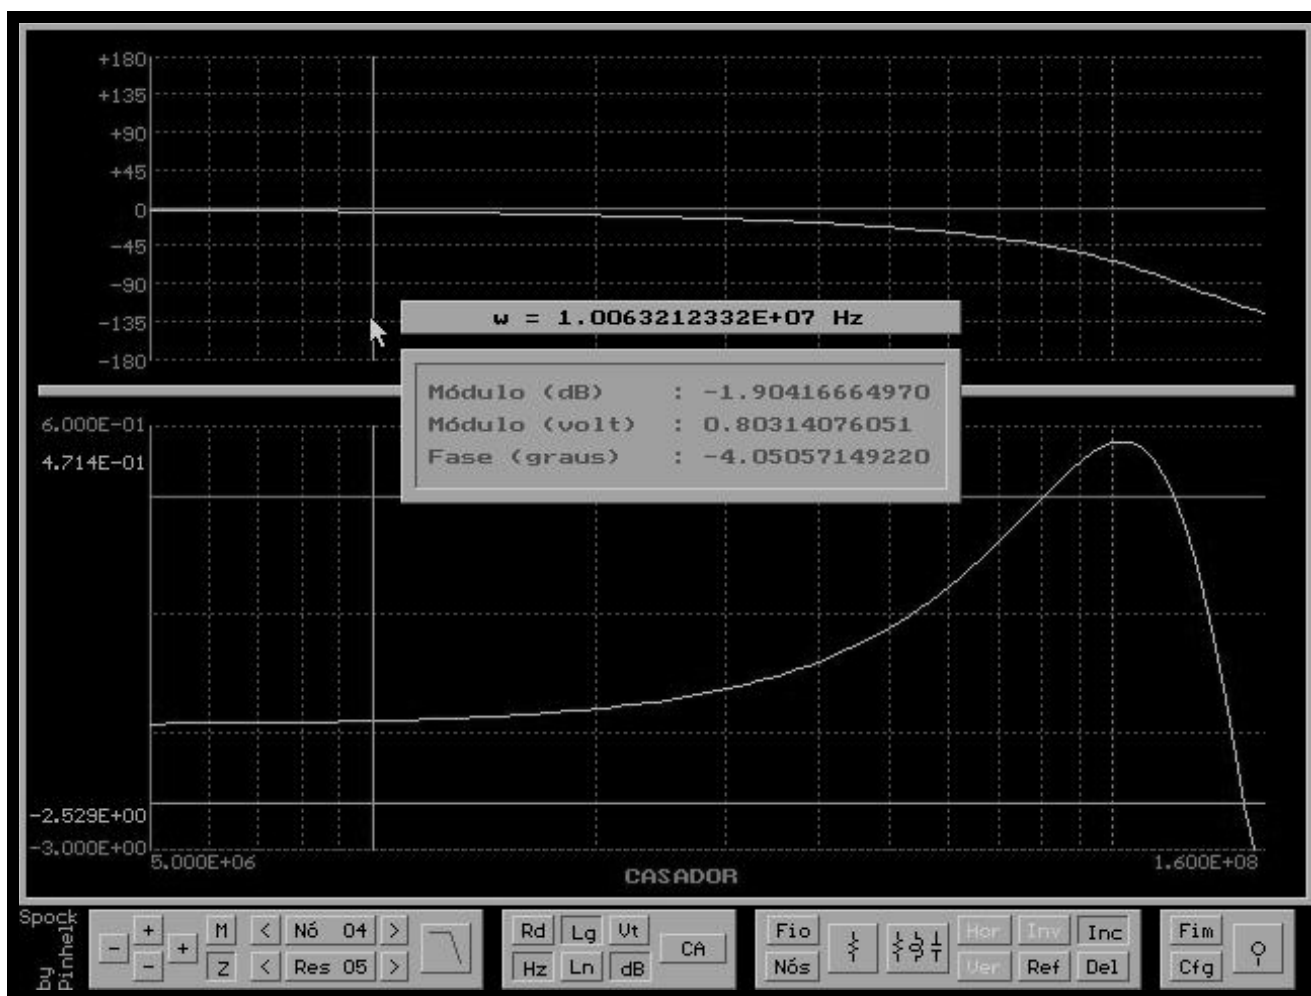 +180
+135
+90
+45
0
-45
-90
-135
-180
w = 1.0063212332E+07 Hz
Módulo (dB) : -1.90416664970
Módulo (volt) : 0.80314076051
Fase (graus) : -4.05057149220
6.000E-01
4.714E-01
-2.529E+00
-3.000E+00
5.000E+06
1.600E+08
CASADOR
Spock
by Pinhelk
- + - +
M < Nó 04 >
Z < Res 05 >
Rd Lg Vt
Hz Ln dB
CA
Fio
Nós
Hor Inv Inc
Ver Ref Del
Fim
Cfg